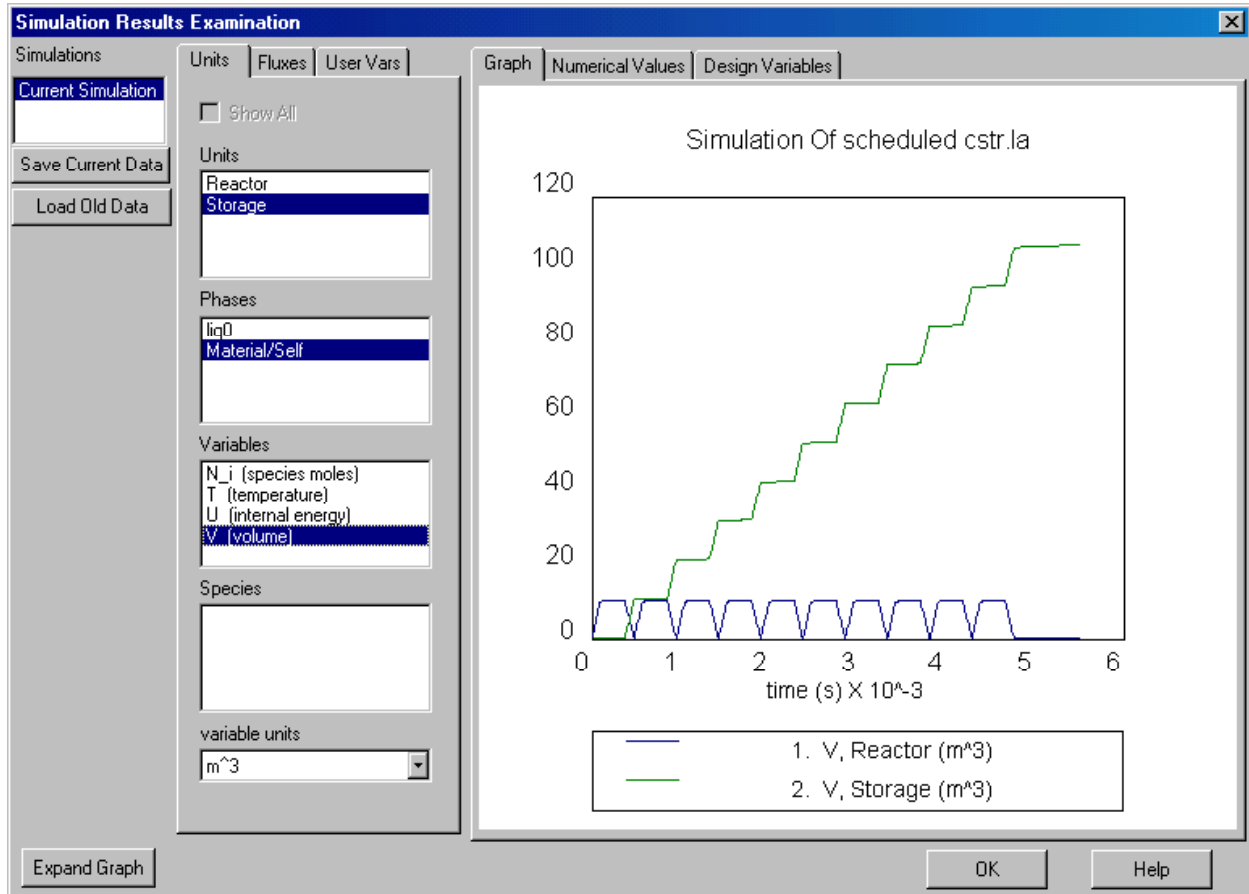 Simulation Results Examination
Simulations
Current Simulation
Save Current Data
Load Old Data
Units Fluxes User Vars
Show All
Units
Reactor
Storage
Phases
liq0
Material/Self
Variables
N_i (species moles)
T (temperature)
U (internal energy)
V (volume)
Species
variable units
m^3
Graph Numerical Values Design Variables
Simulation Of scheduled cstr.la
120
100
80
60
40
20
0
0 1 2 3 4 5 6
time (s) X 10^-3
1. V, Reactor (m^3)
2. V, Storage (m^3)
Expand Graph
OK
Help